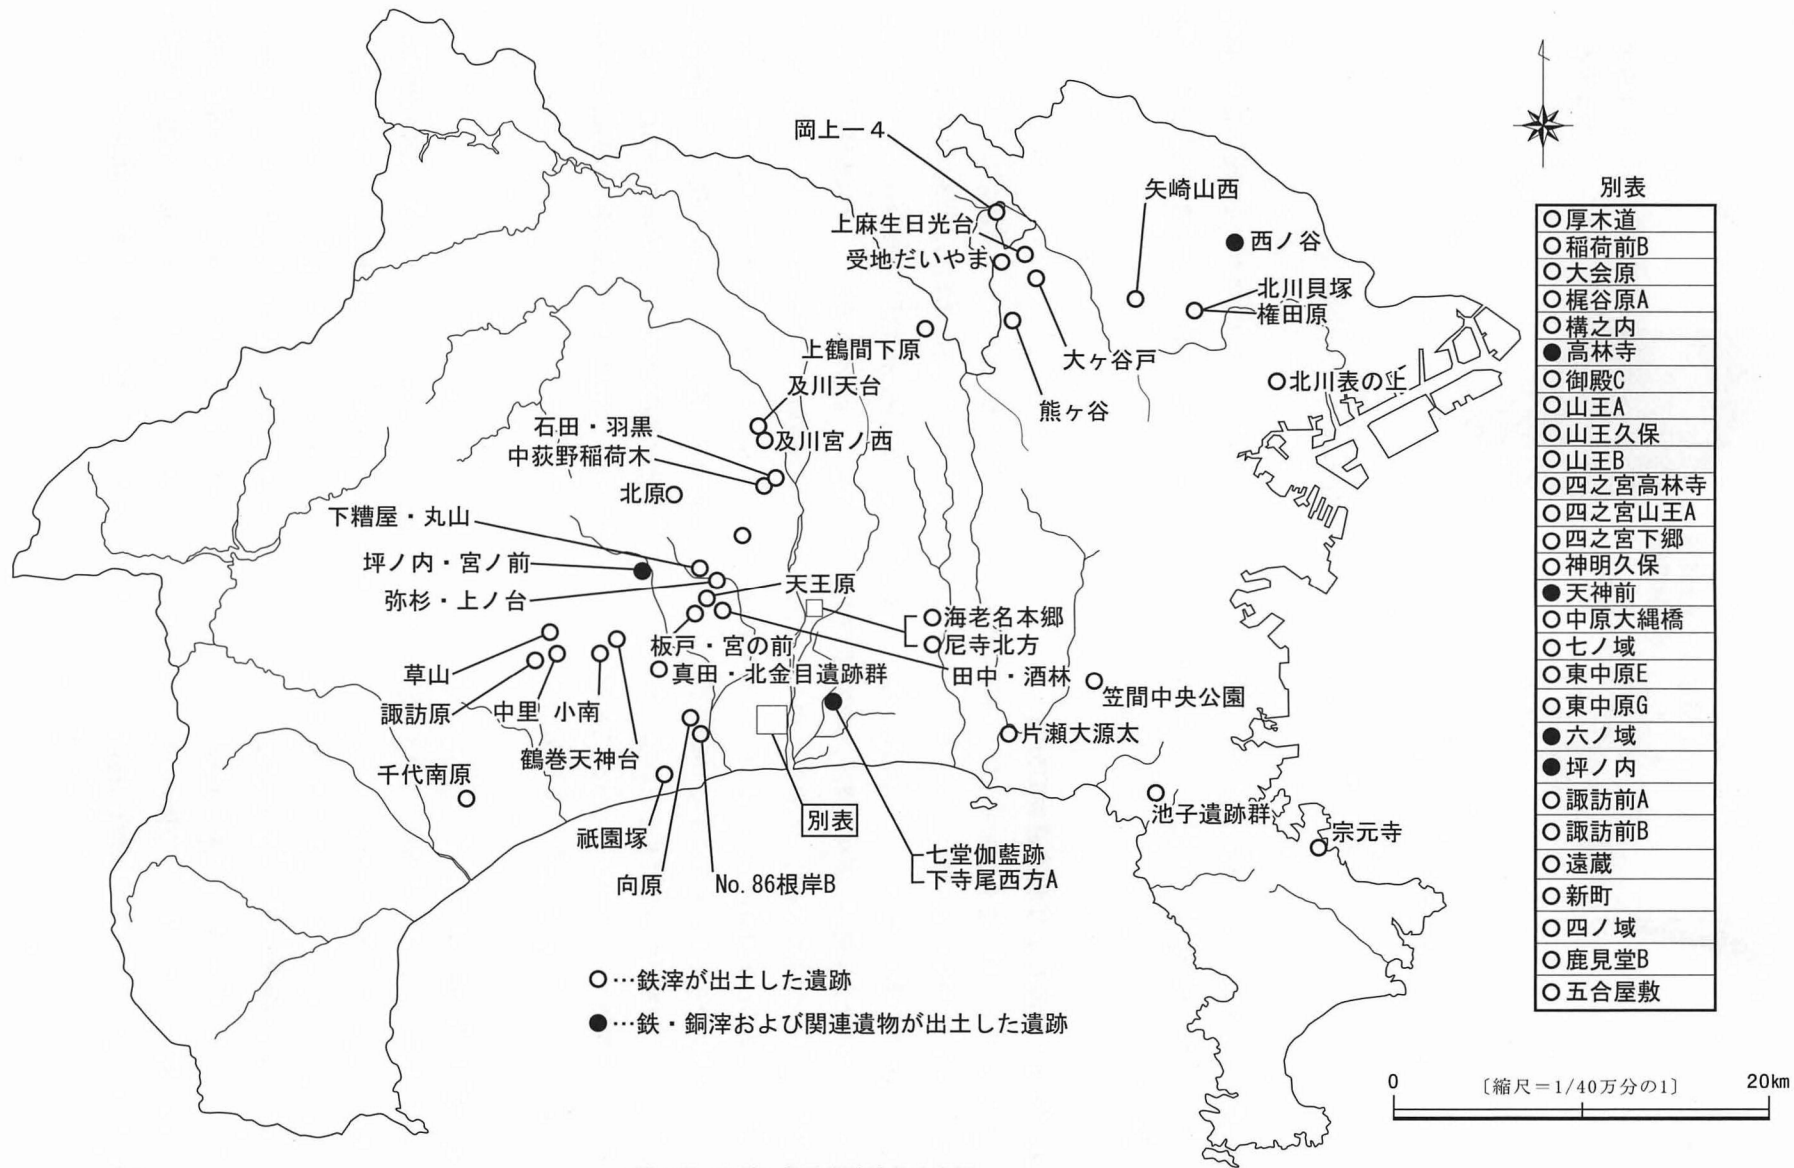 岡上ー4
矢崎山西
上麻生日光台
西ノ谷
受地だいやま
北川貝塚
権田原
上鶴間下原
大ヶ谷戸
及川天台
北川表の上
熊ヶ谷
石田・羽黒
及川宮ノ西
中荻野稲荷木
北原
下糟屋・丸山
坪ノ内・宮ノ前
天王原
弥杉・上ノ台
海老名本郷
板戸・宮の前
尼寺北方
草山
真田・北金目遺跡群
田中・酒林
笠間中央公園
諏訪原
中里
小南
片瀬大源太
鶴巻天神台
千代南原
池子遺跡群
別表
宗元寺
祇園塚
七堂伽藍跡
下寺尾西方A
向原
No.86根岸B
○…鉄滓が出土した遺跡
●…鉄・銅滓および関連遺物が出土した遺跡
別表
○厚木道
○稲荷前B
○大会原
○梶谷原A
○構之内
●高林寺
○御殿C
○山王A
○山王久保
○山王B
○四之宮高林寺
○四之宮山王A
○四之宮下郷
○神明久保
●天神前
○中原大縄橋
○七ノ域
○東中原E
○東中原G
●六ノ域
●坪ノ内
○諏訪前A
○諏訪前B
○遠蔵
○新町
○四ノ域
○鹿見堂B
○五合屋敷
0
〔縮尺=1/40万分の1〕
20km